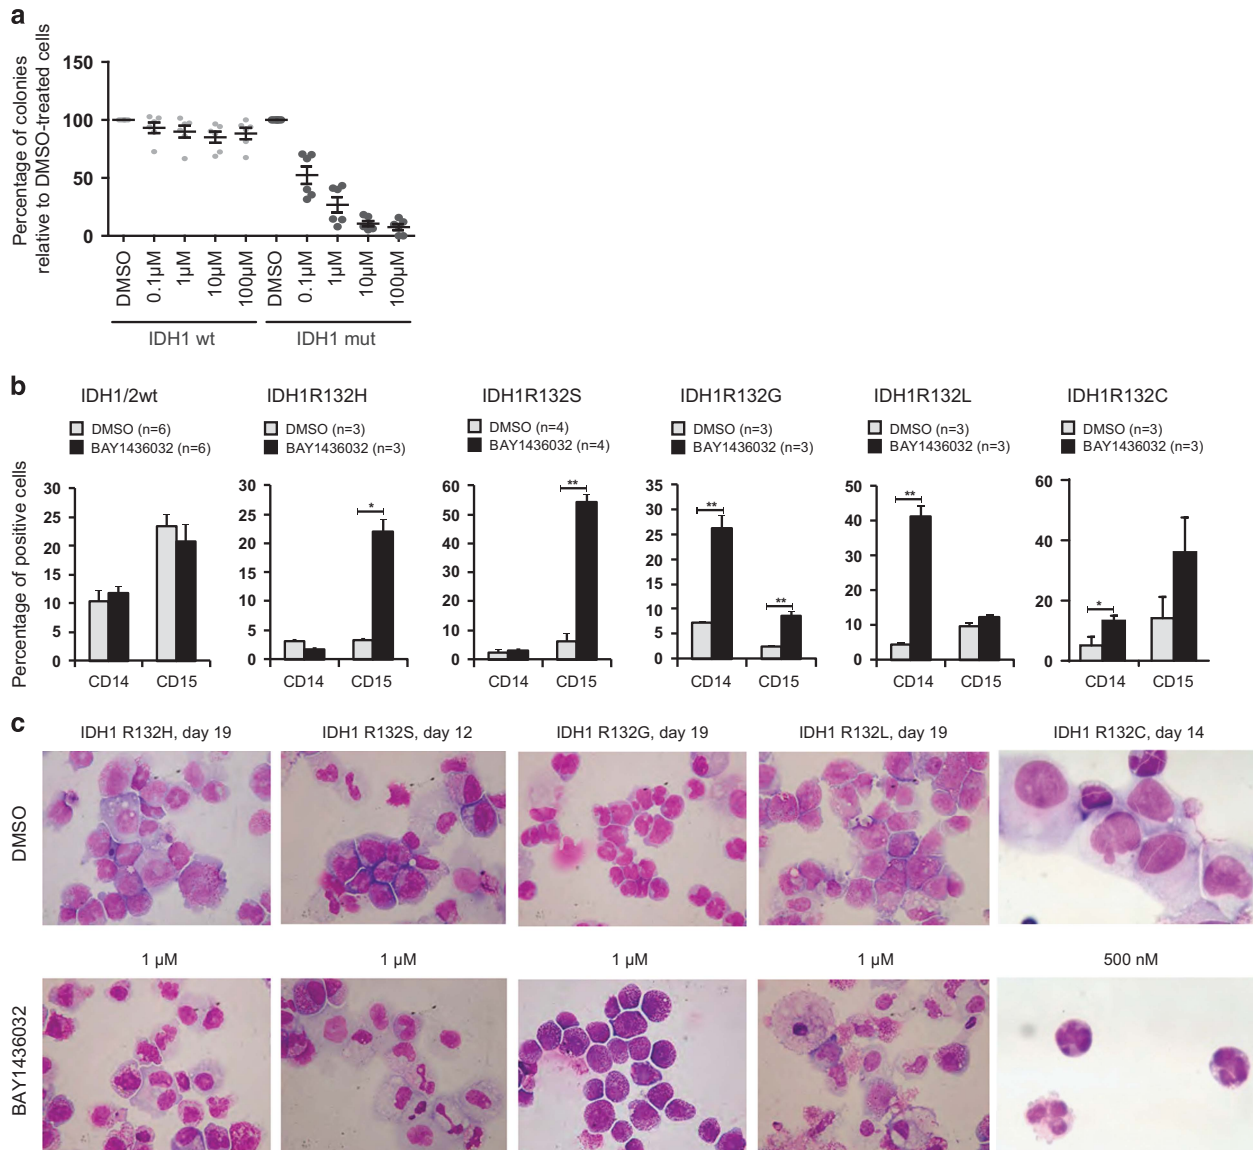 a
Percentage of colonies
relative to DMSO-treated cells
150
100
50
0
DMSO
0.1µM
1µM
10µM
100µM
DMSO
0.1µM
1µM
10µM
100µM
IDH1 wt
IDH1 mut
b
Percentage of positive cells
IDH1/2wt
DMSO (n=6)
BAY1436032 (n=6)
30
25
20
15
10
5
0
CD14
CD15
IDH1R132H
DMSO (n=3)
BAY1436032 (n=3)
30
25
20
15
10
5
0
*
CD14
CD15
IDH1R132S
DMSO (n=4)
BAY1436032 (n=4)
60
50
40
30
20
10
0
**
CD14
CD15
IDH1R132G
DMSO (n=3)
BAY1436032 (n=3)
35
30
25
20
15
10
5
0
**
**
CD14
CD15
IDH1R132L
DMSO (n=3)
BAY1436032 (n=3)
50
40
30
20
10
0
**
CD14
CD15
IDH1R132C
DMSO (n=3)
BAY1436032 (n=3)
60
40
20
0
*
CD14
CD15
c
IDH1 R132H, day 19
IDH1 R132S, day 12
IDH1 R132G, day 19
IDH1 R132L, day 19
IDH1 R132C, day 14
DMSO
1 µM
1 µM
1 µM
1 µM
500 nM
BAY1436032